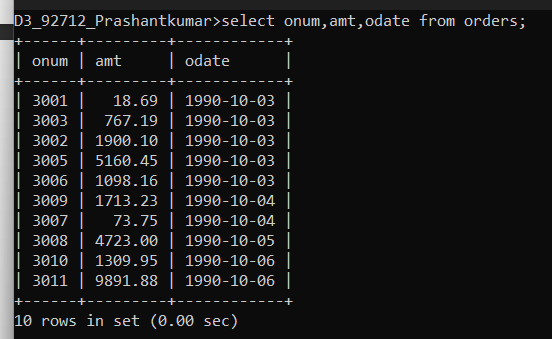 D3_92712_Prashantkumar>select onum,amt,odate from orders;
+------+---------+------------+
| onum | amt     | odate      |
+------+---------+------------+
| 3001 |   18.69 | 1990-10-03 |
| 3003 |  767.19 | 1990-10-03 |
| 3002 | 1900.10 | 1990-10-03 |
| 3005 | 5160.45 | 1990-10-03 |
| 3006 | 1098.16 | 1990-10-03 |
| 3009 | 1713.23 | 1990-10-04 |
| 3007 |   73.75 | 1990-10-04 |
| 3008 | 4723.00 | 1990-10-05 |
| 3010 | 1309.95 | 1990-10-06 |
| 3011 | 9891.88 | 1990-10-06 |
+------+---------+------------+
10 rows in set (0.00 sec)